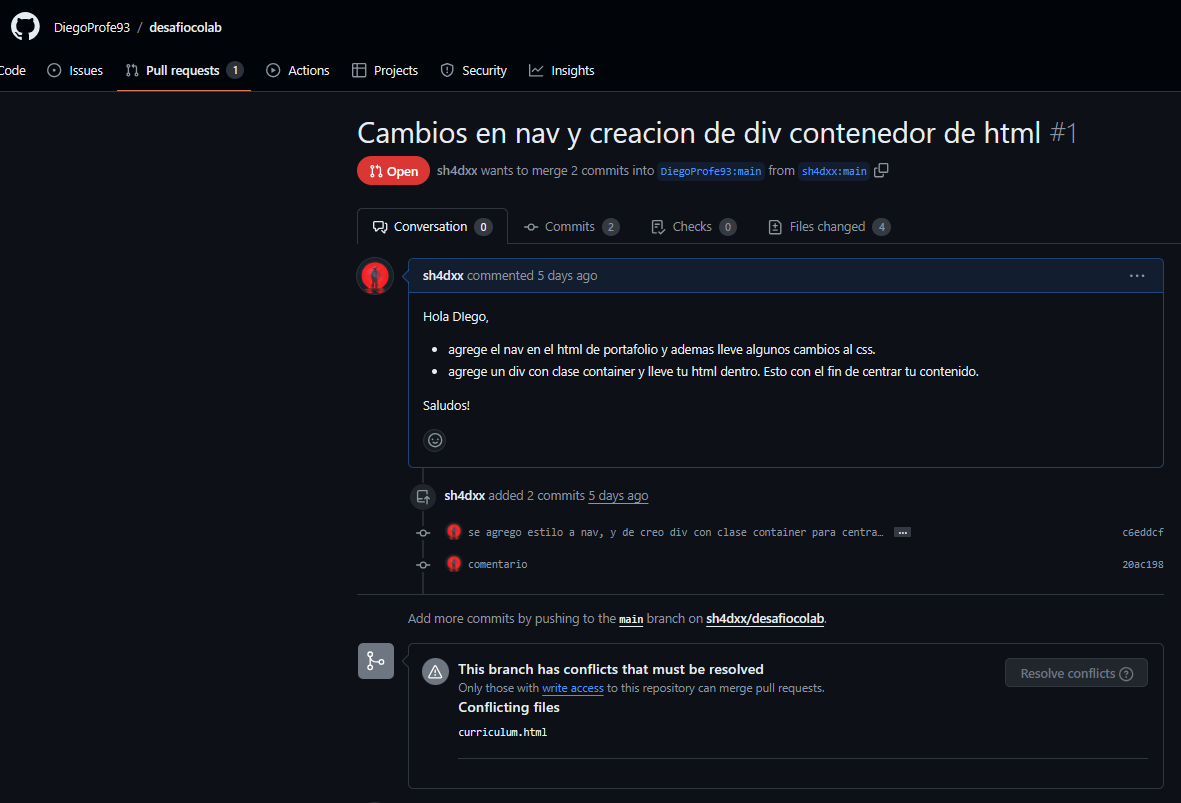 DiegoProfe93 / desafiocolab
Code Issues Pull requests 1 Actions Projects Security Insights
Cambios en nav y creacion de div contenedor de html #1
Open sh4dxx wants to merge 2 commits into DiegoProfe93:main from sh4dxx:main
Conversation 0 Commits 2 Checks 0 Files changed 4
sh4dxx commented 5 days ago ...
Hola DIego,
• agrege el nav en el html de portafolio y ademas lleve algunos cambios al css.
• agrege un div con clase container y lleve tu html dentro. Esto con el fin de centrar tu contenido.
Saludos!
sh4dxx added 2 commits 5 days ago
se agrego estilo a nav, y de creo div con clase container para centra… ... c6eddcf
comentario 20ac198
Add more commits by pushing to the main branch on sh4dxx/desafiocolab.
This branch has conflicts that must be resolved
Resolve conflicts ?
Only those with write access to this repository can merge pull requests.
Conflicting files
curriculum.html